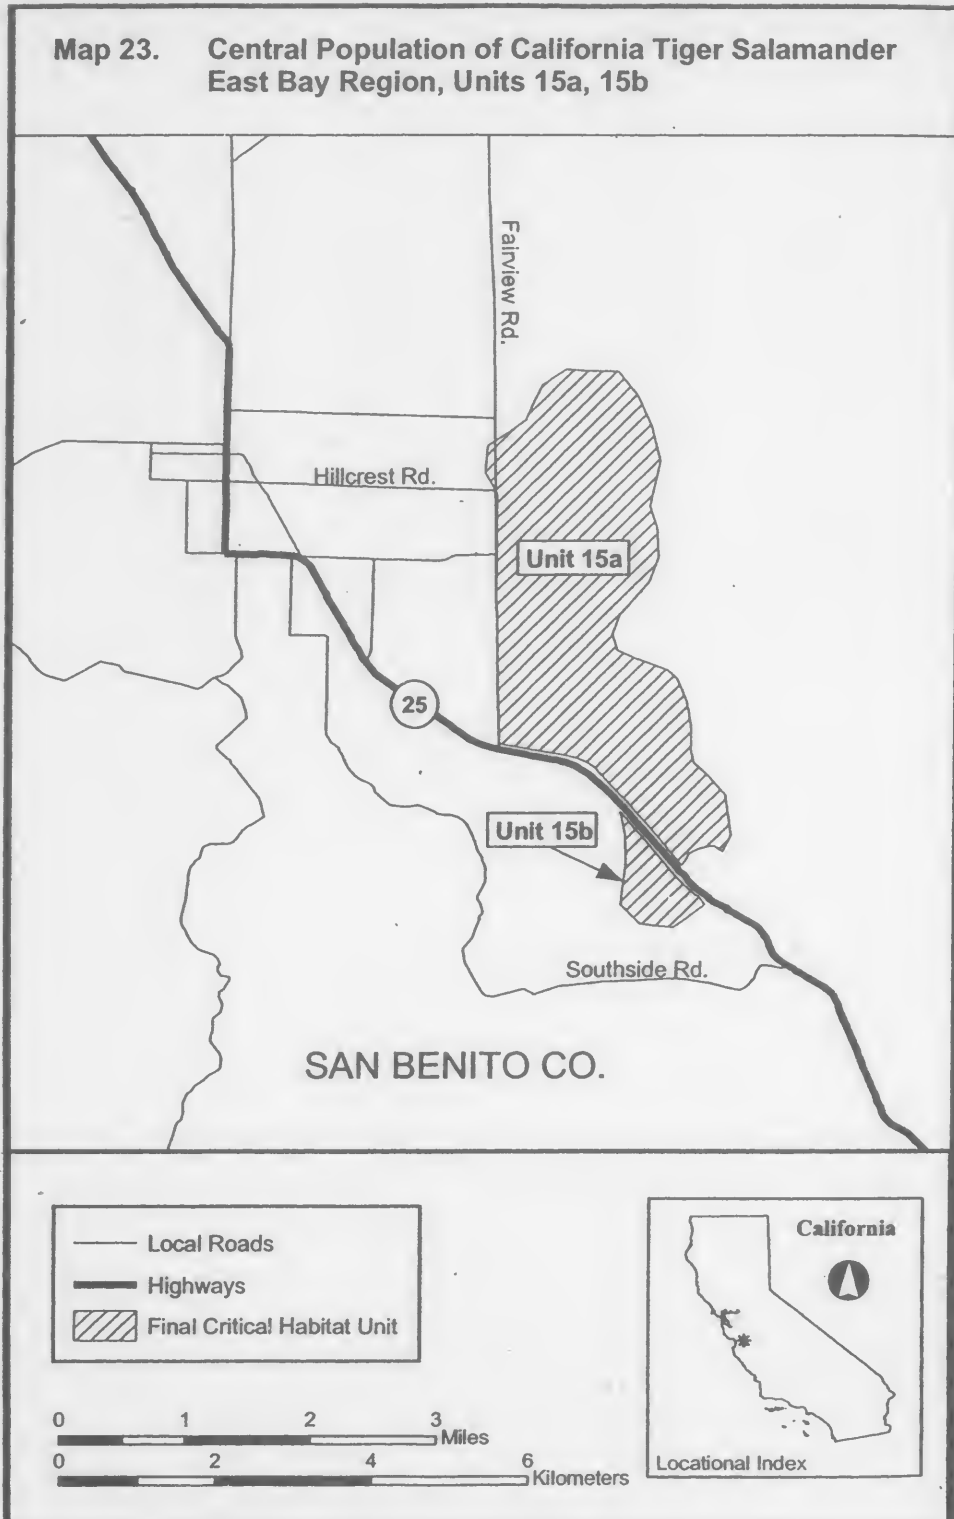 Map 23. Central Population of California Tiger Salamander
East Bay Region, Units 15a, 15b
Fairview Rd.
Hillcrest Rd.
Unit 15a
25
Unit 15b
Southside Rd.
SAN BENITO CO.
Local Roads
Highways
Final Critical Habitat Unit
California
Locational Index
0 1 2 3
Miles
0 2 4 6
Kilometers